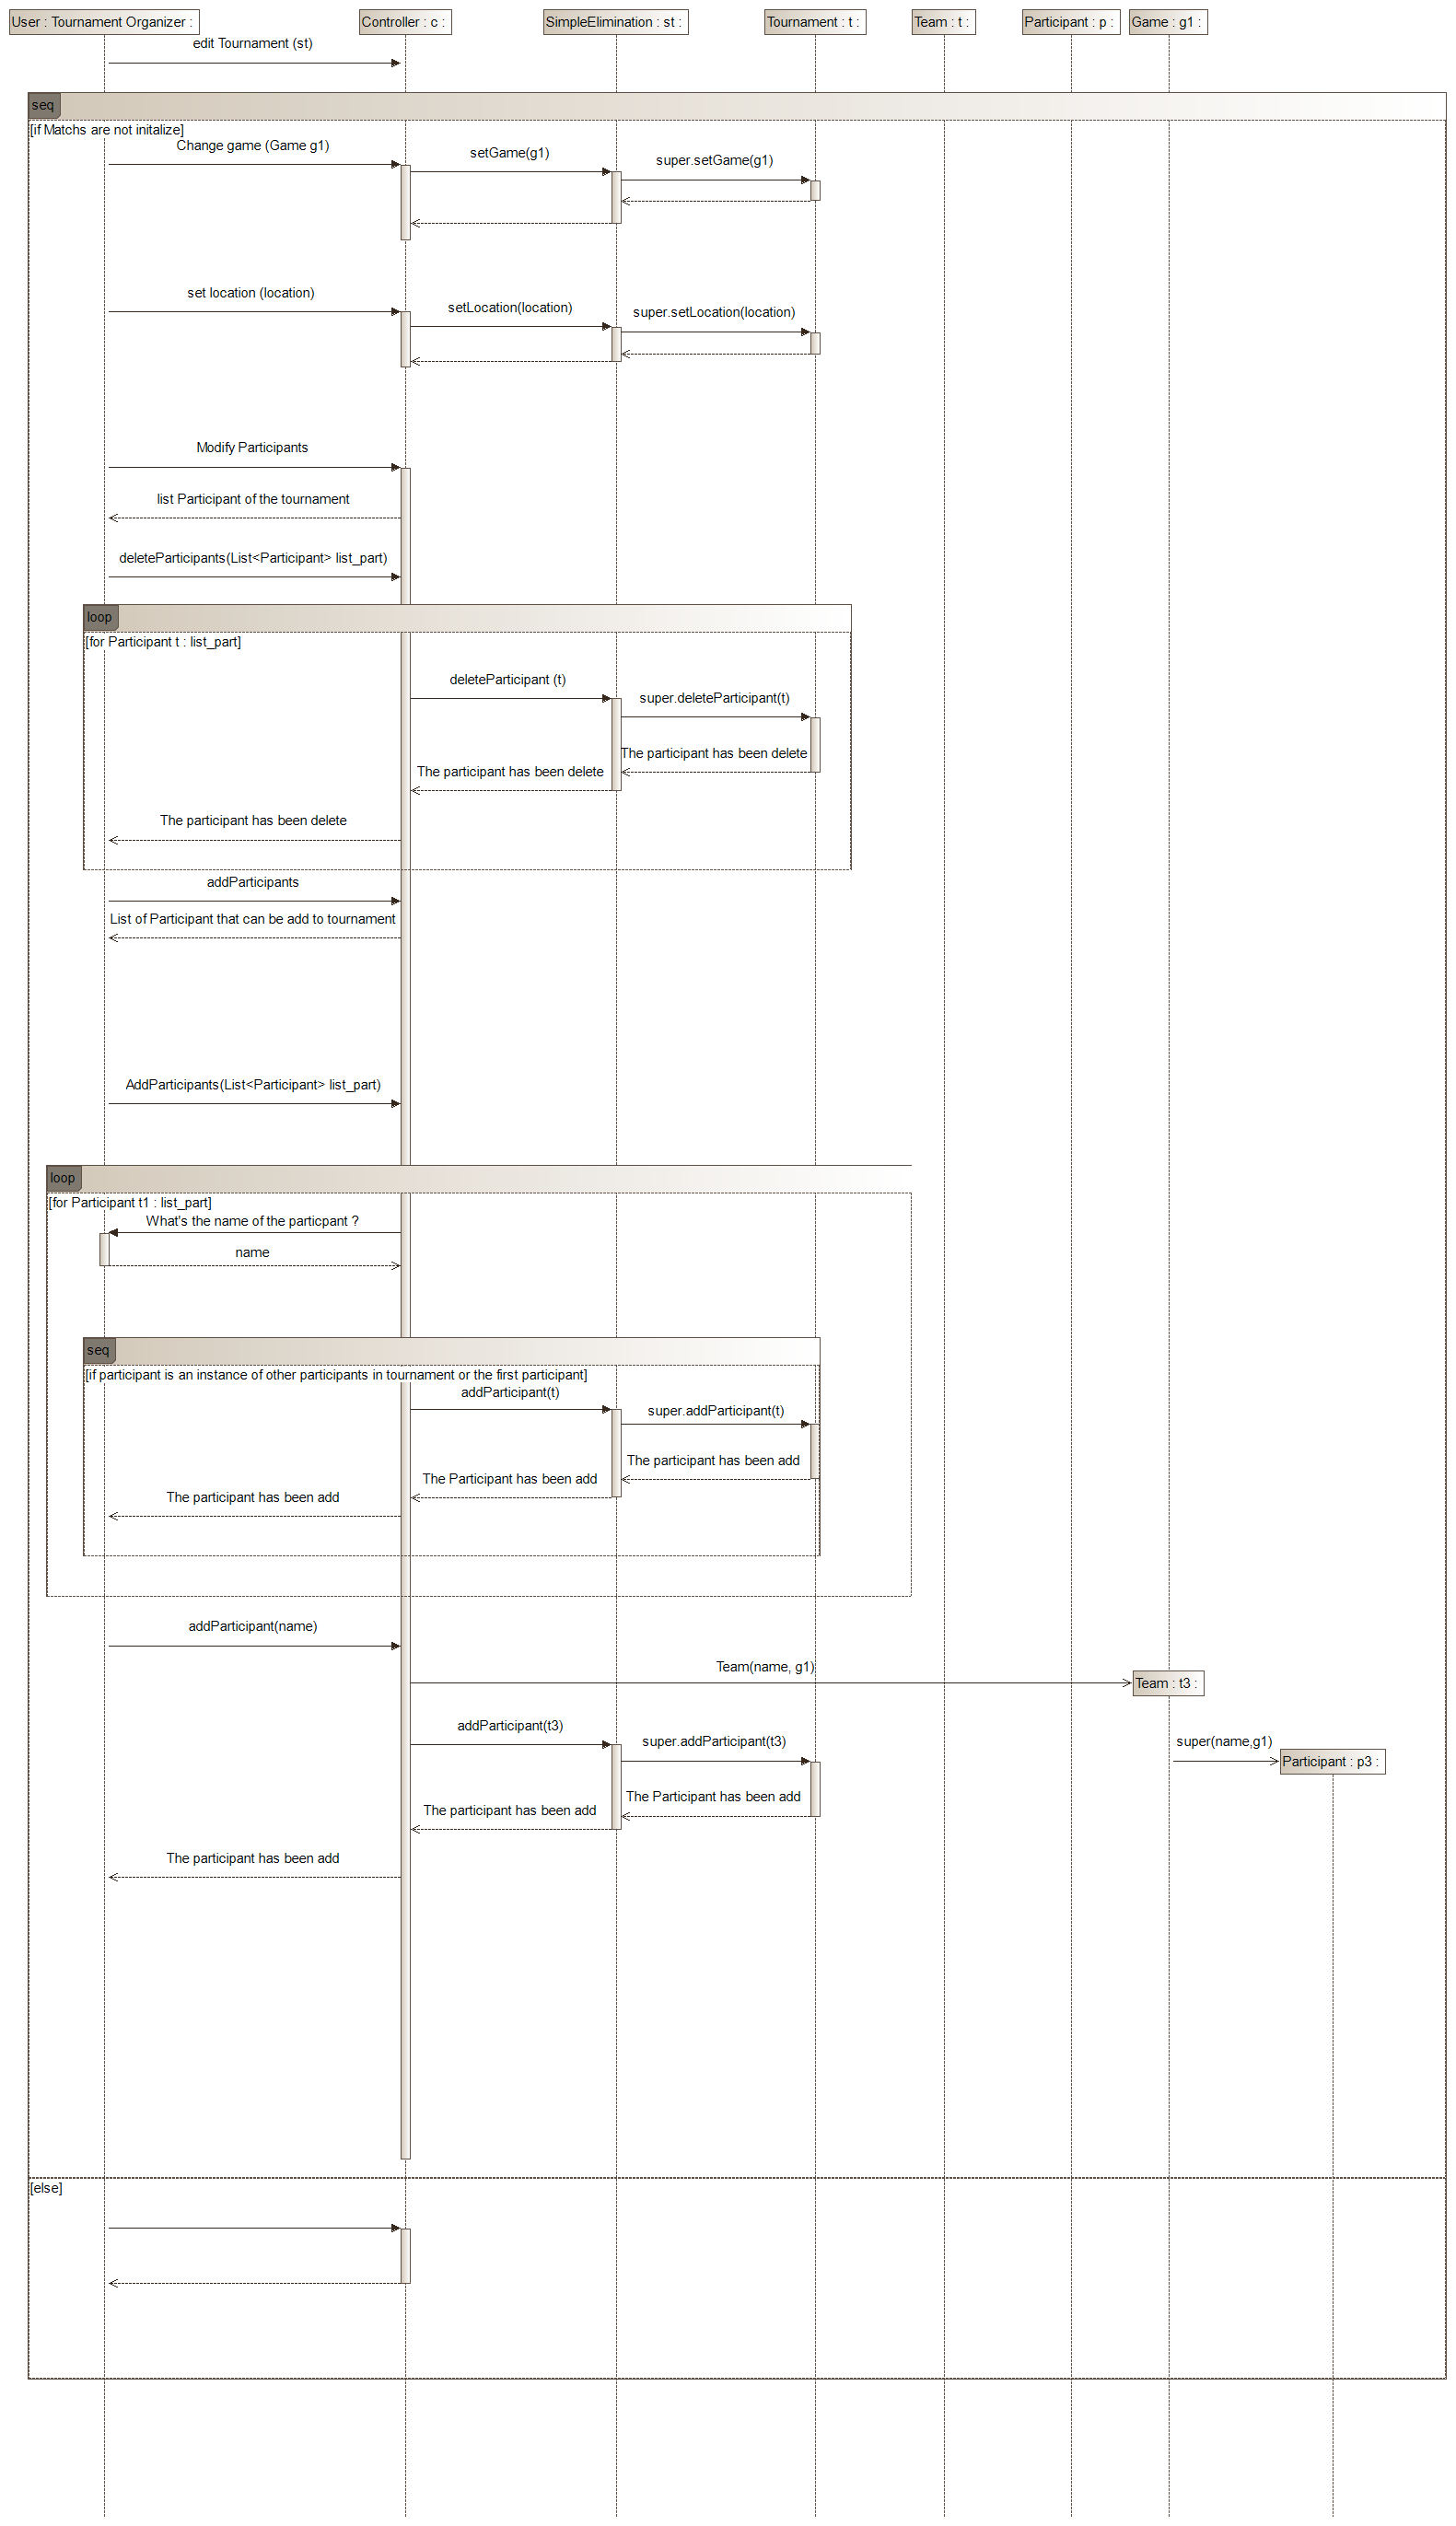 User : Tournament Organizer :
Controller : c :
SimpleElimination : st :
Tournament : t :
Team : t :
Participant : p :
Game : g1 :
edit Tournament (st)
seq
[if Matchs are not initalize]
Change game (Game g1)
setGame(g1)
super.setGame(g1)
set location (location)
setLocation(location)
super.setLocation(location)
Modify Participants
list Participant of the tournament
deleteParticipants(List<Participant> list_part)
loop
[for Participant t : list_part]
deleteParticipant (t)
super.deleteParticipant(t)
The participant has been delete
The participant has been delete
The participant has been delete
addParticipants
List of Participant that can be add to tournament
AddParticipants(List<Participant> list_part)
loop
[for Participant t1 : list_part]
What's the name of the particpant ?
name
seq
[if participant is an instance of other participants in tournament or the first participant]
addParticipant(t)
super.addParticipant(t)
The participant has been add
The Participant has been add
The participant has been add
addParticipant(name)
Team(name, g1)
Team : t3 :
addParticipant(t3)
super.addParticipant(t3)
super(name,g1)
Participant : p3 :
The Participant has been add
The participant has been add
The participant has been add
[else]